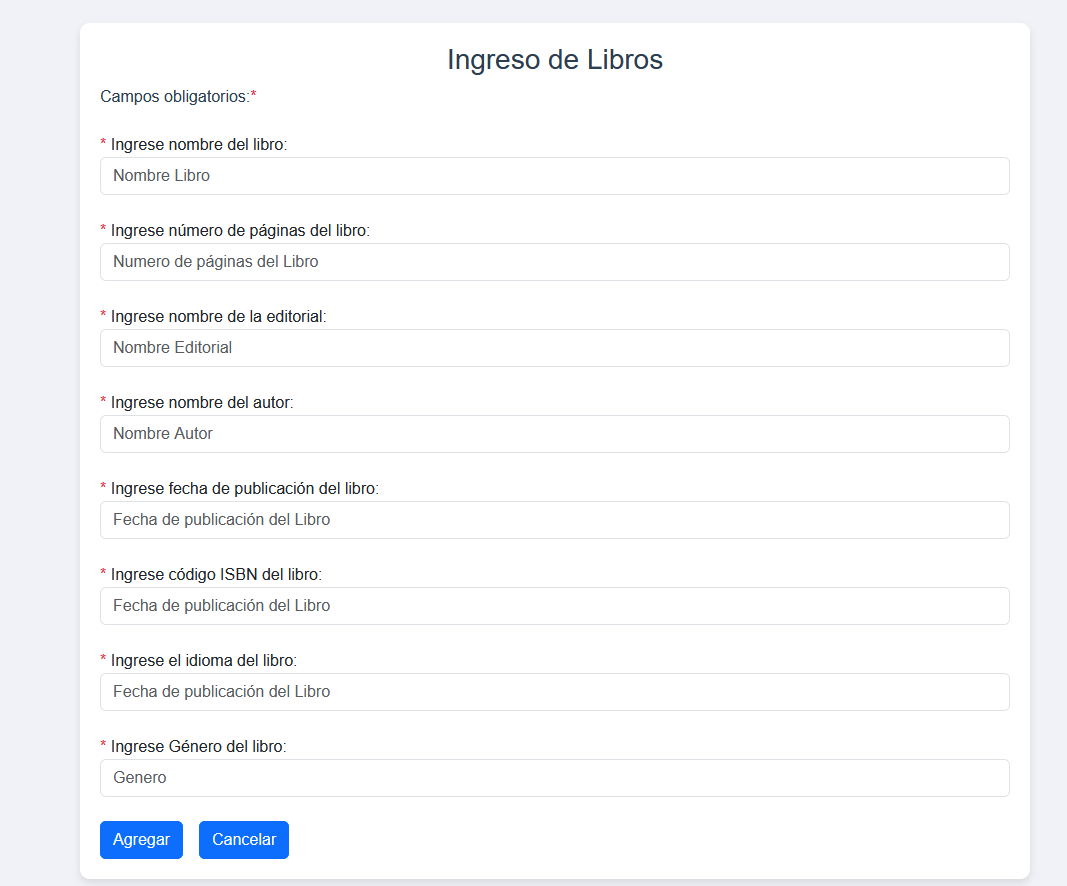 Ingreso de Libros
Campos obligatorios:*
* Ingrese nombre del libro:
Nombre Libro
* Ingrese número de páginas del libro:
Numero de páginas del Libro
* Ingrese nombre de la editorial:
Nombre Editorial
* Ingrese nombre del autor:
Nombre Autor
* Ingrese fecha de publicación del libro:
Fecha de publicación del Libro
* Ingrese código ISBN del libro:
Fecha de publicación del Libro
* Ingrese el idioma del libro:
Fecha de publicación del Libro
* Ingrese Género del libro:
Genero
Agregar Cancelar